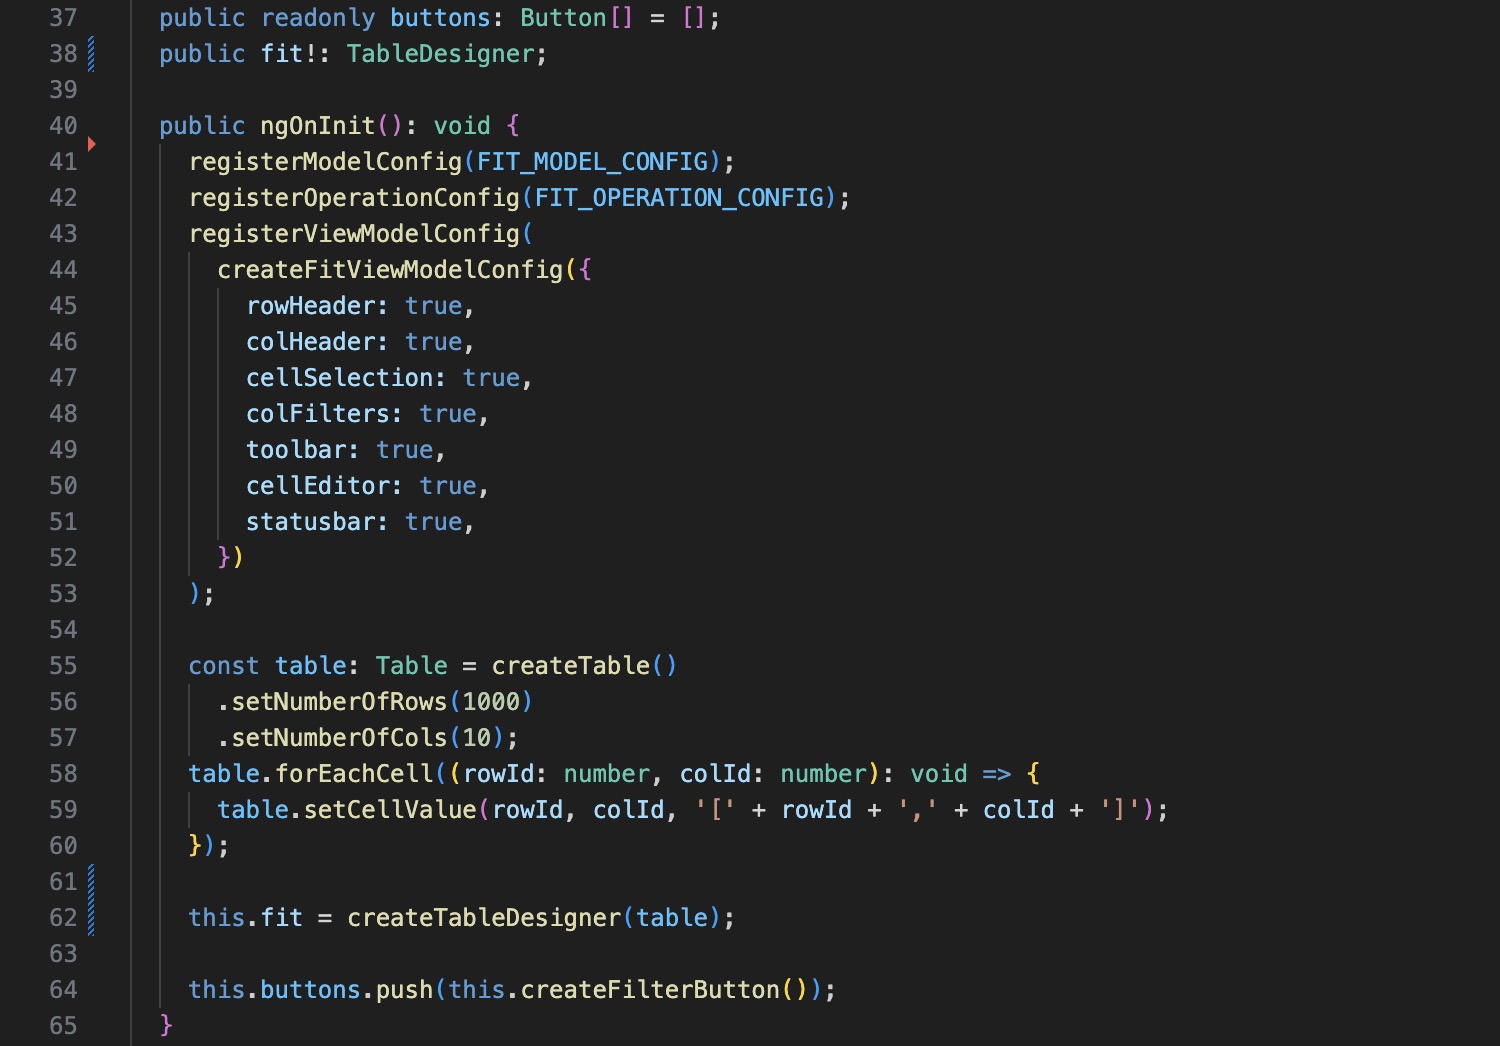 37 public readonly buttons: Button[] = [];
38 public fit!: TableDesigner;
39
40 public ngOnInit(): void {
41 registerModelConfig(FIT_MODEL_CONFIG);
42 registerOperationConfig(FIT_OPERATION_CONFIG);
43 registerViewModelConfig(
44 createFitViewModelConfig({
45 rowHeader: true,
46 colHeader: true,
47 cellSelection: true,
48 colFilters: true,
49 toolbar: true,
50 cellEditor: true,
51 statusbar: true,
52 })
53 );
54
55 const table: Table = createTable()
56 .setNumberOfRows(1000)
57 .setNumberOfCols(10);
58 table.forEachCell((rowId: number, colId: number): void => {
59 table.setCellValue(rowId, colId, '[' + rowId + ',' + colId + ']');
60 });
61
62 this.fit = createTableDesigner(table);
63
64 this.buttons.push(this.createFilterButton());
65 }